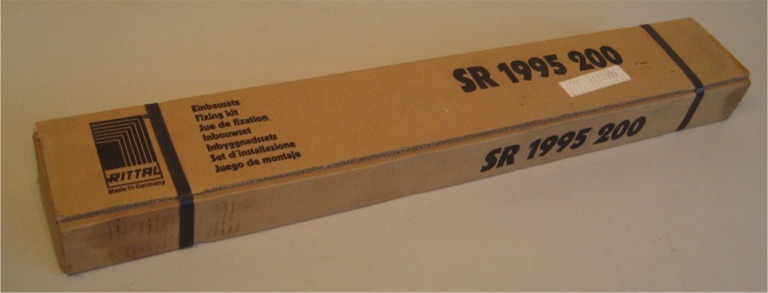 SR 1995 200
Einbausatz
Fixing kit
Jue de fixation
Inbouwset
Inbyggnadssats
Set d'installazione
Juego de montaje
RITTAL
Made in Germany
SR 1995 200